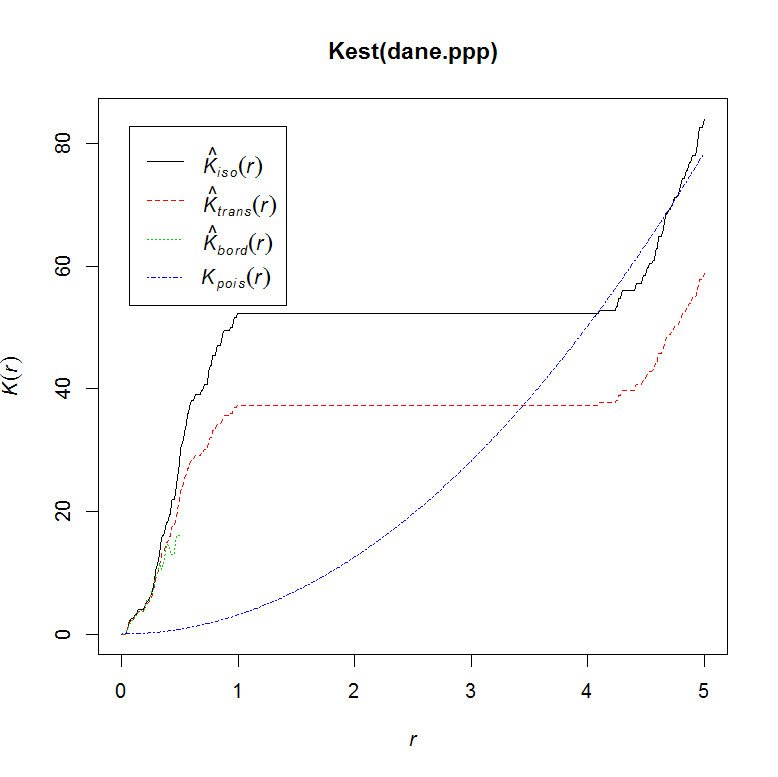 Kest(dane.ppp)
K̂iso(r)
K̂trans(r)
K̂bord(r)
Kpois(r)
K(r)
80
60
40
20
0
0 1 2 3 4 5
r